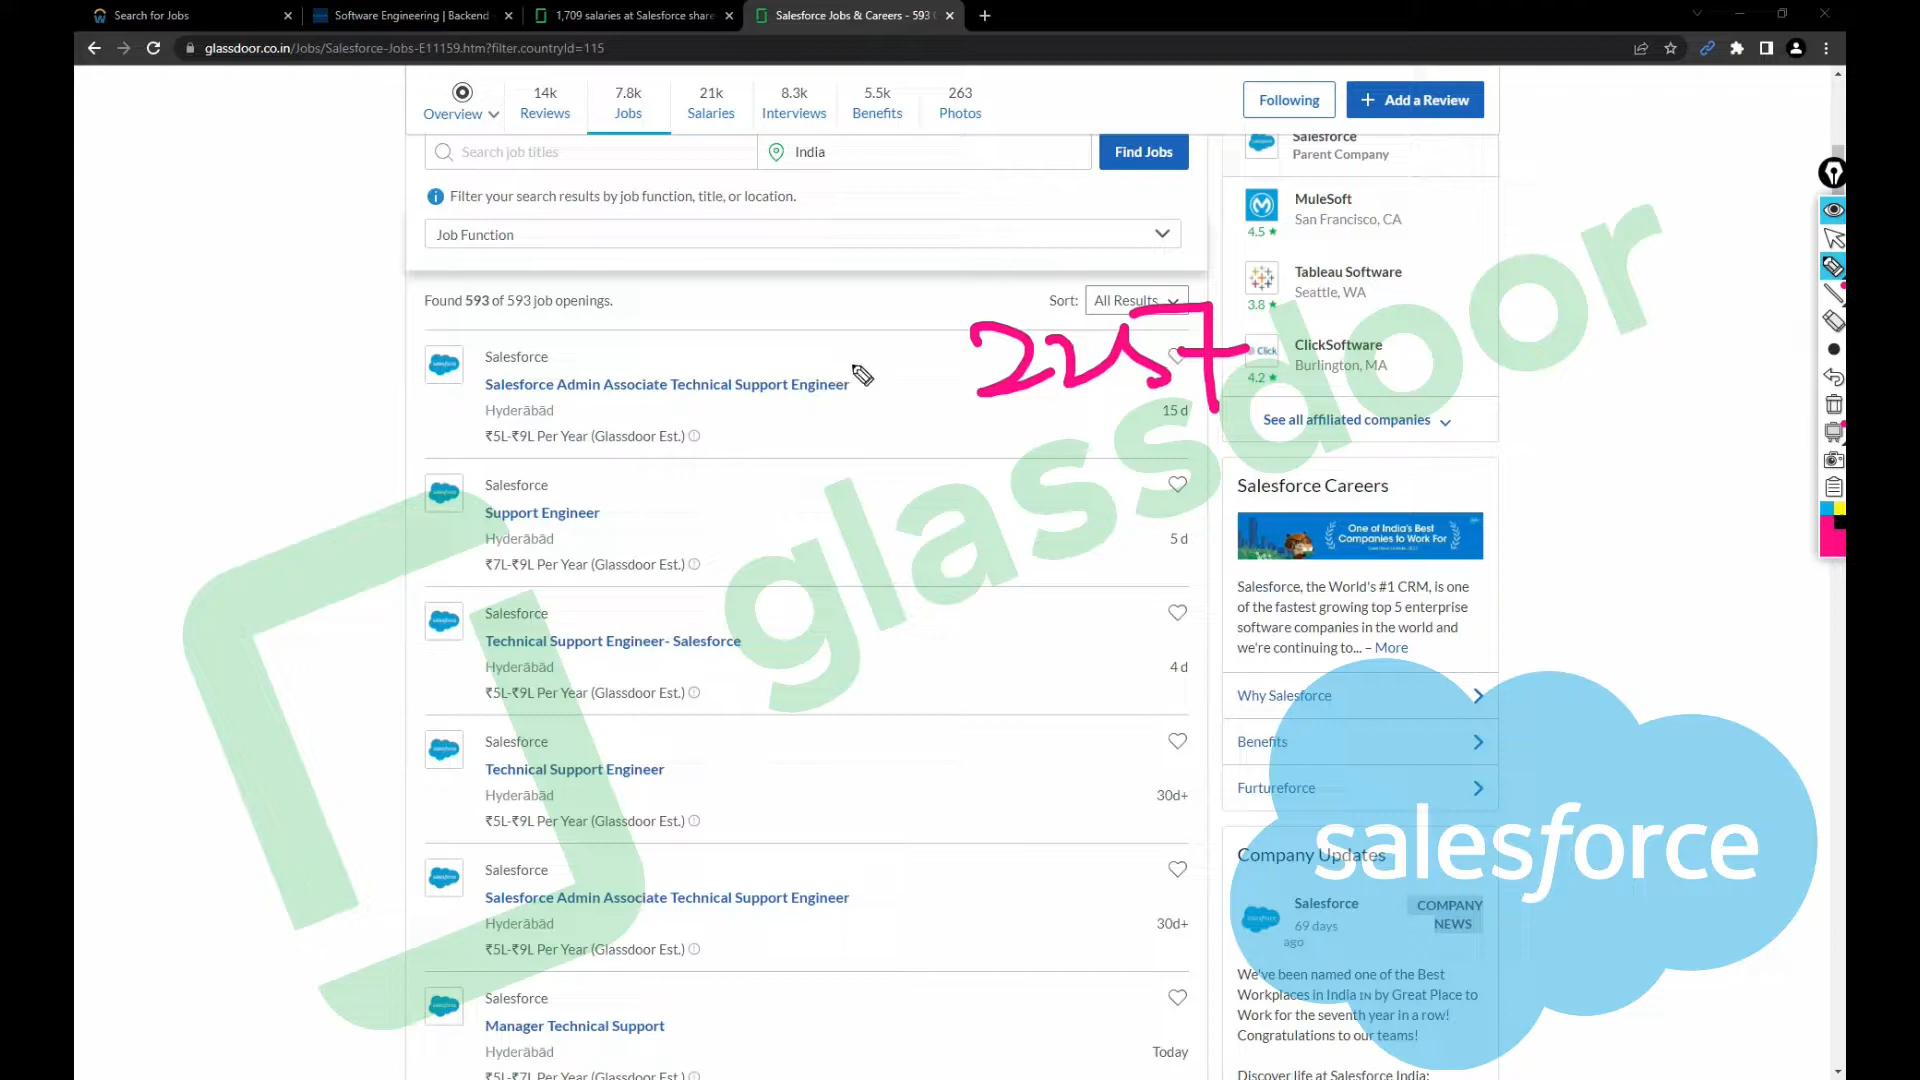 Search for Jobs
Software Engineering | Backend
1,709 salaries at Salesforce share
Salesforce Jobs & Careers - 593
glassdoor.co.in/Jobs/Salesforce-Jobs-E11159.htm?filter.countryId=115
Overview
14k Reviews
7.8k Jobs
21k Salaries
8.3k Interviews
5.5k Benefits
263 Photos
Following
+ Add a Review
Search job titles
India
Find Jobs
Filter your search results by job function, title, or location.
Job Function
Found 593 of 593 job openings.
Sort: All Results
2257
Salesforce
Salesforce Admin Associate Technical Support Engineer
Hyderābād
15 d
₹5L-₹9L Per Year (Glassdoor Est.)
Salesforce
Support Engineer
Hyderābād
5 d
₹7L-₹9L Per Year (Glassdoor Est.)
Salesforce
Technical Support Engineer- Salesforce
Hyderābād
4 d
₹5L-₹9L Per Year (Glassdoor Est.)
Salesforce
Technical Support Engineer
Hyderābād
30d+
₹5L-₹9L Per Year (Glassdoor Est.)
Salesforce
Salesforce Admin Associate Technical Support Engineer
Hyderābād
30d+
₹5L-₹9L Per Year (Glassdoor Est.)
Salesforce
Manager Technical Support
Hyderābād
Today
₹5L-₹7L Per Year (Glassdoor Est.)
glassdoor
Salesforce
Parent Company
MuleSoft
San Francisco, CA
4.5 ★
Tableau Software
Seattle, WA
3.8 ★
Click
ClickSoftware
Burlington, MA
4.2 ★
See all affiliated companies
Salesforce Careers
One of India's Best
Companies to Work For
Salesforce, the World's #1 CRM, is one
of the fastest growing top 5 enterprise
software companies in the world and
we're continuing to... – More
Why Salesforce
Benefits
Furtureforce
Company Updates
salesforce
Salesforce
69 days
ago
COMPANY
NEWS
We've been named one of the Best
Workplaces in India IN by Great Place to
Work for the seventh year in a row!
Congratulations to our teams!
Discover life at Salesforce India: